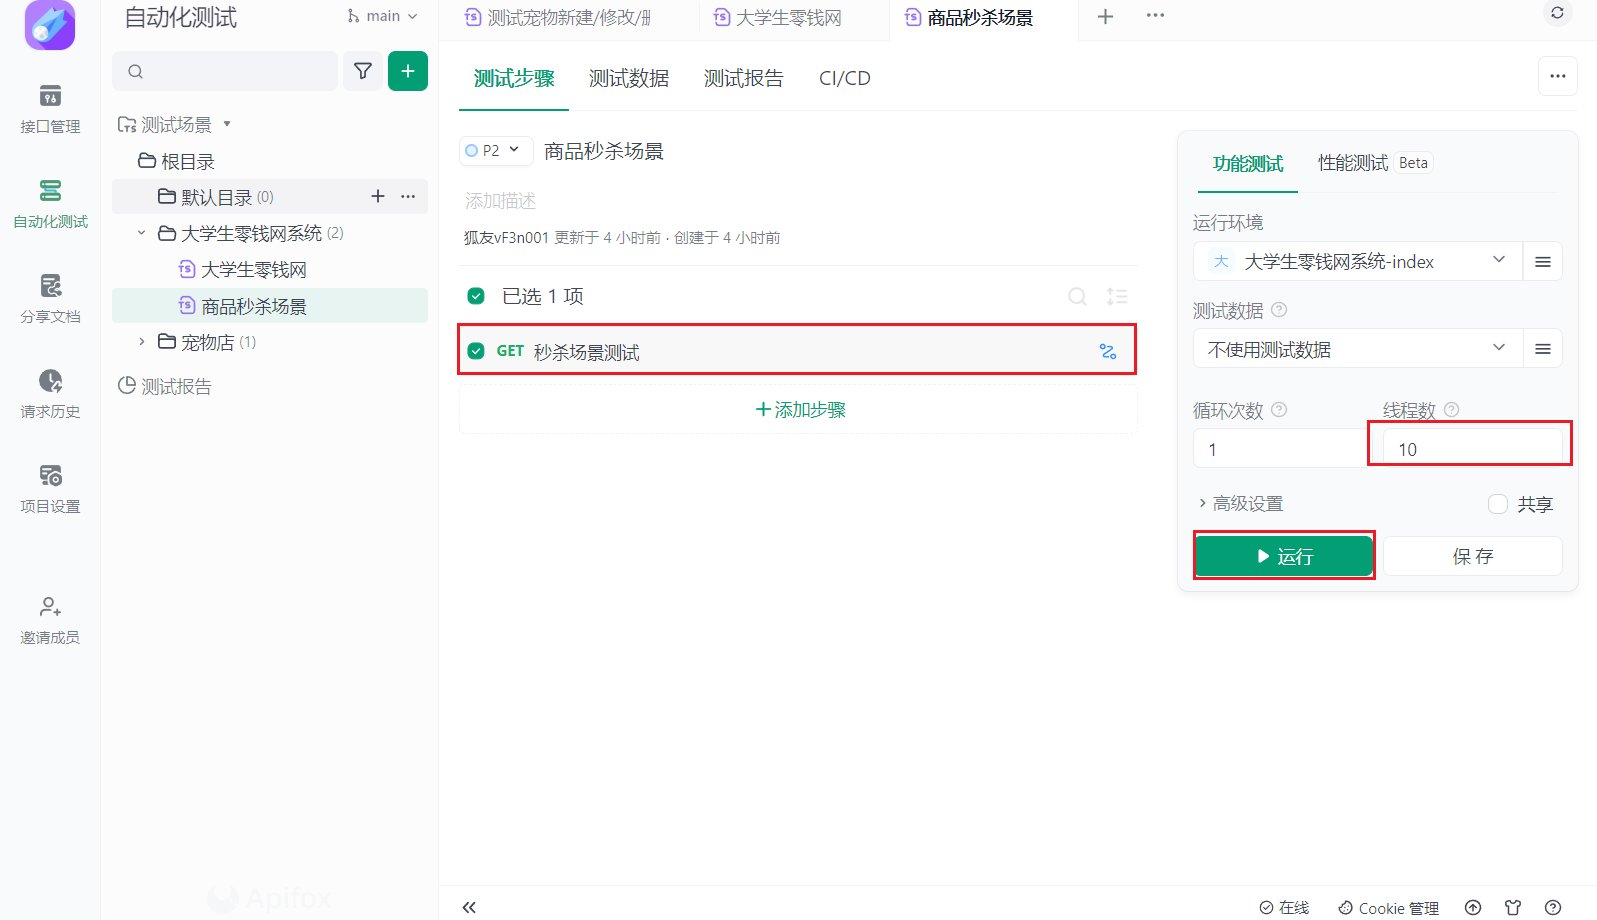 自动化测试
main
接口管理
自动化测试
分享文档
请求历史
项目设置
邀请成员
测试场景
根目录
默认目录 (0)
大学生零钱网系统 (2)
大学生零钱网
商品秒杀场景
宠物店 (1)
测试报告
Apifox
测试宠物新建/修改/
大学生零钱网
商品秒杀场景
测试步骤
测试数据
测试报告
CI/CD
P2
商品秒杀场景
添加描述
狐友vF3n001 更新于 4 小时前 · 创建于 4 小时前
已选 1 项
GET 秒杀场景测试
添加步骤
功能测试
性能测试 Beta
运行环境
大 大学生零钱网系统-index
测试数据
不使用测试数据
循环次数
线程数
1
10
高级设置
共享
运行
保 存
在线
Cookie 管理